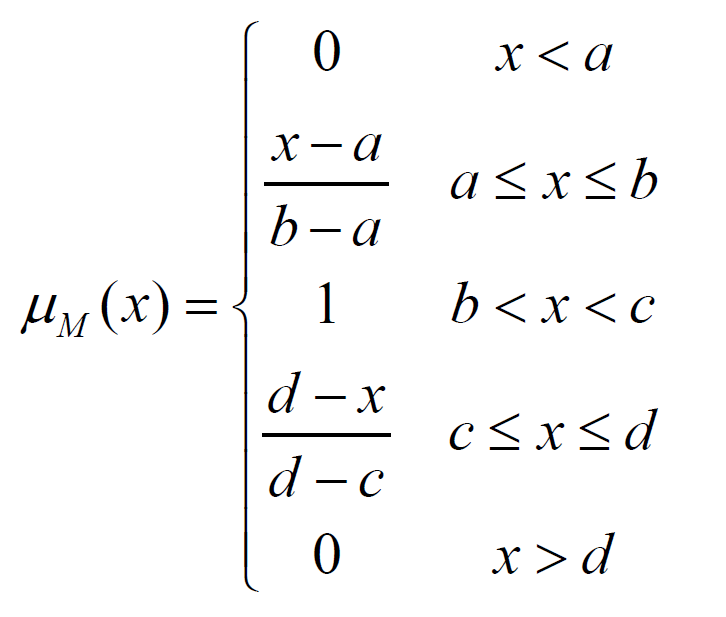 0 x < a
x − a
b − a
a ≤ x ≤ b
μ_M(x) = { 1 b < x < c
d − x
d − c
c ≤ x ≤ d
0 x > d